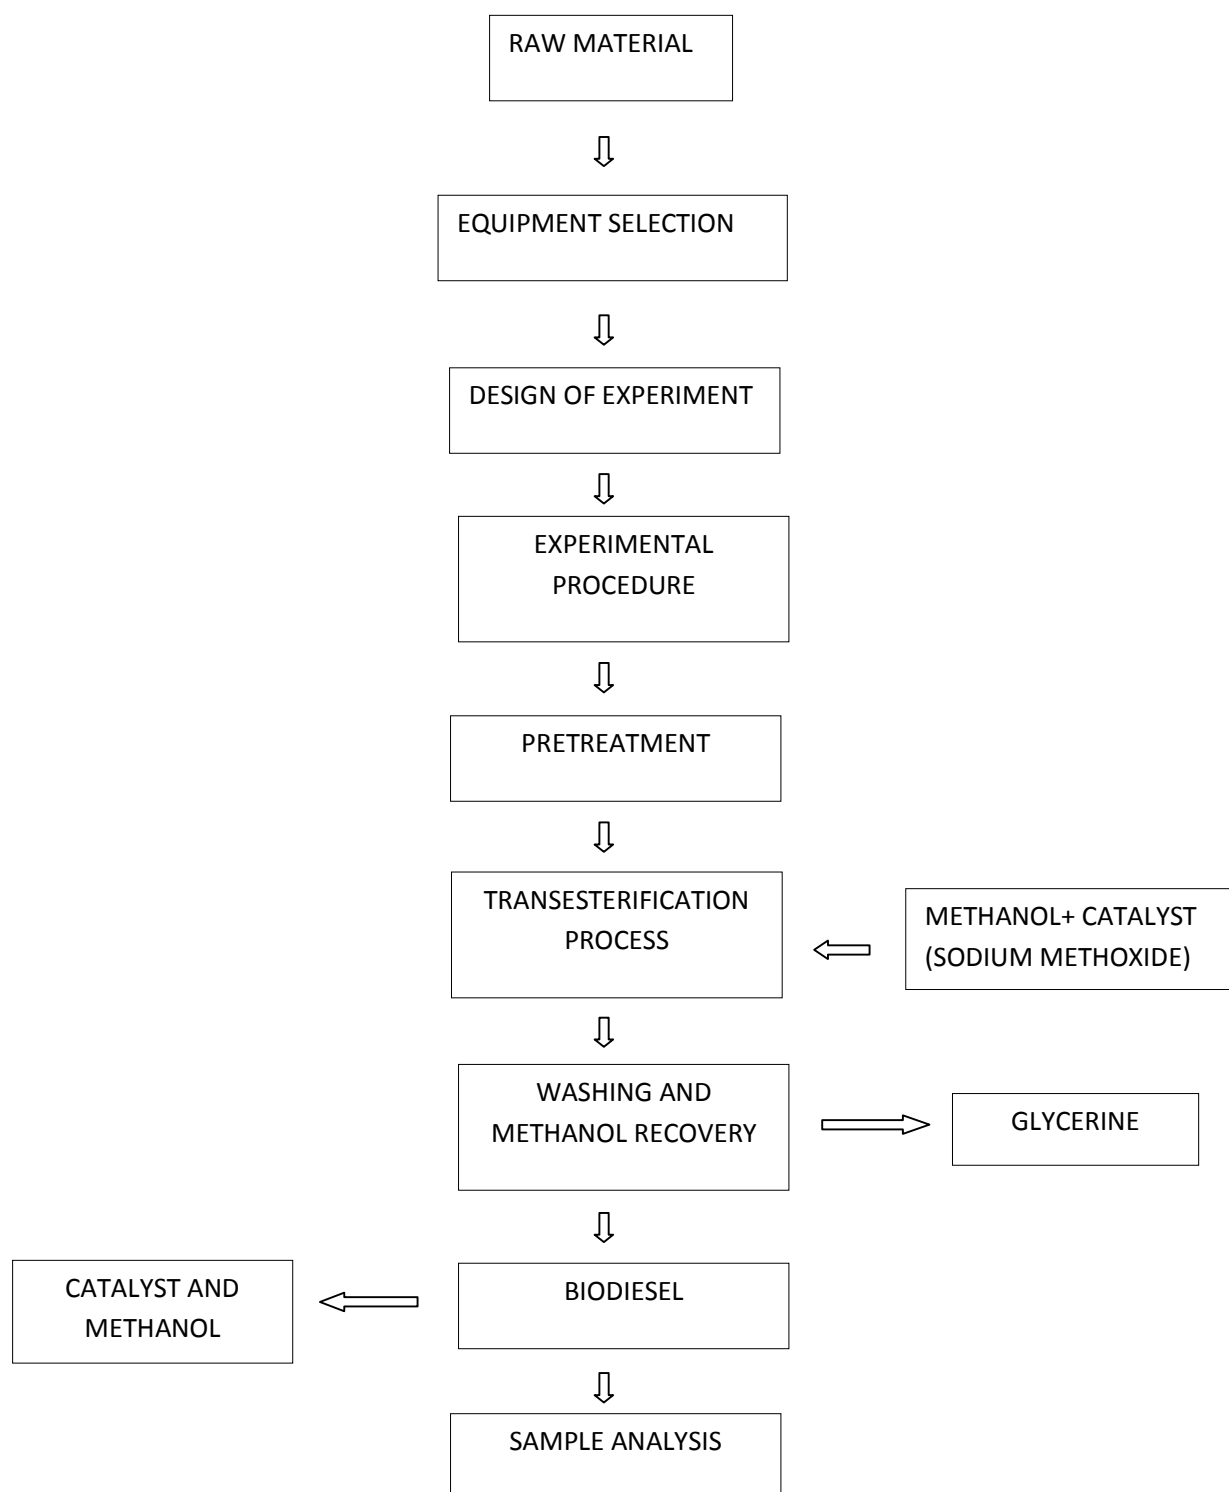 RAW MATERIAL
EQUIPMENT SELECTION
DESIGN OF EXPERIMENT
EXPERIMENTAL
PROCEDURE
PRETREATMENT
TRANSESTERIFICATION
PROCESS
METHANOL+ CATALYST
(SODIUM METHOXIDE)
WASHING AND
METHANOL RECOVERY
GLYCERINE
BIODIESEL
CATALYST AND
METHANOL
SAMPLE ANALYSIS